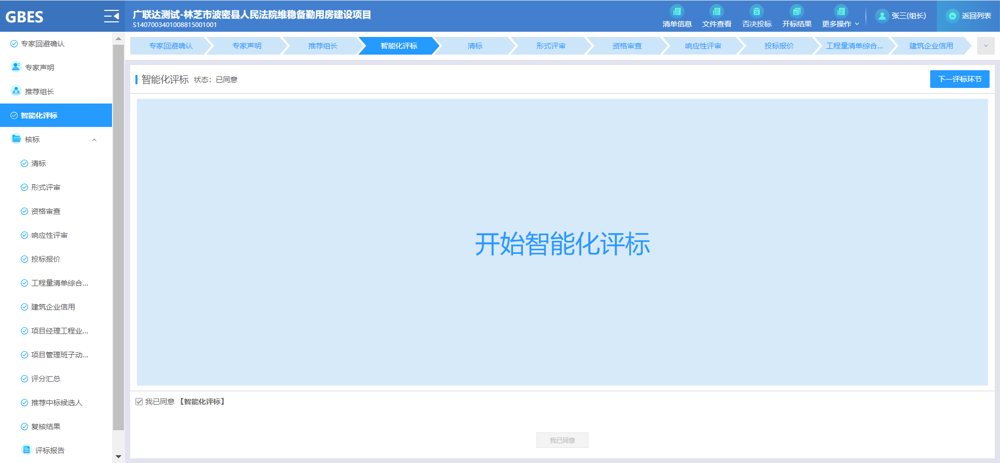 GBES
广联达测试-林芝市波密县人民法院维稳备勤用房建设项目
S1407003401008815001001
清单信息
文件查看
否决投标
开标结果
更多操作
张三(组长)
返回列表
专家回避确认
专家声明
推荐组长
智能化评标
核标
清标
形式评审
资格审查
响应性评审
投标报价
工程量清单综合...
建筑企业信用
项目经理工程业...
项目管理班子动...
评分汇总
推荐中标候选人
复核结果
评标报告
专家回避确认
专家声明
推荐组长
智能化评标
清标
形式评审
资格审查
响应性评审
投标报价
工程量清单综合...
建筑企业信用
智能化评标 状态：已同意
下一评标环节
开始智能化评标
我已同意 【智能化评标】
我已同意